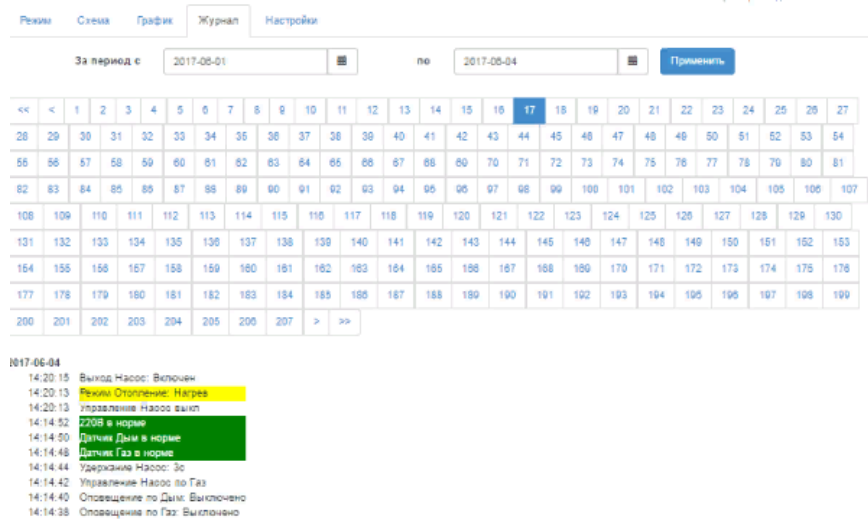 Режим Схема График Журнал Настройки
За период с 2017-06-01 по 2017-06-04 Применить
<< < 1 2 3 4 5 6 7 8 9 10 11 12 13 14 15 16 17 18 19 20 21 22 23 24 25 26 27
28 29 30 31 32 33 34 35 36 37 38 39 40 41 42 43 44 45 46 47 48 49 50 51 52 53 54
55 56 57 58 59 60 61 62 63 64 65 66 67 68 69 70 71 72 73 74 75 76 77 78 79 80 81
82 83 84 85 86 87 88 89 90 91 92 93 94 95 96 97 98 99 100 101 102 103 104 105 106 107
108 109 110 111 112 113 114 115 116 117 118 119 120 121 122 123 124 125 126 127 128 129 130
131 132 133 134 135 136 137 138 139 140 141 142 143 144 145 146 147 148 149 150 151 152 153
154 155 156 157 158 159 160 161 162 163 164 165 166 167 168 169 170 171 172 173 174 175 176
177 178 179 180 181 182 183 184 185 186 187 188 189 190 191 192 193 194 195 196 197 198 199
200 201 202 203 204 205 206 207 > >>
2017-06-04
14:20:15 Выход Насос: Включен
14:20:13 Режим Отопление: Нагрев
14:20:13 Управление Насос выкл
14:14:52 220В в норме
14:14:50 Датчик Дым в норме
14:14:48 Датчик Газ в норме
14:14:44 Удержание Насос: 3с
14:14:42 Управление Насос по Газ
14:14:40 Оповещение по Дым: Выключено
14:14:38 Оповещение по Газ: Выключено